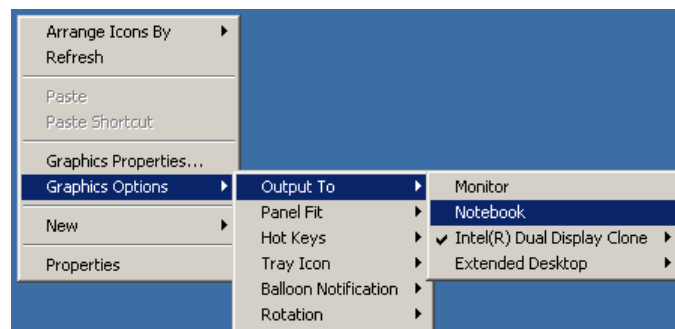 Arrange Icons By
Refresh
Paste
Paste Shortcut
Graphics Properties...
Graphics Options
New
Properties
Output To
Panel Fit
Hot Keys
Tray Icon
Balloon Notification
Rotation
Monitor
Notebook
Intel(R) Dual Display Clone
Extended Desktop